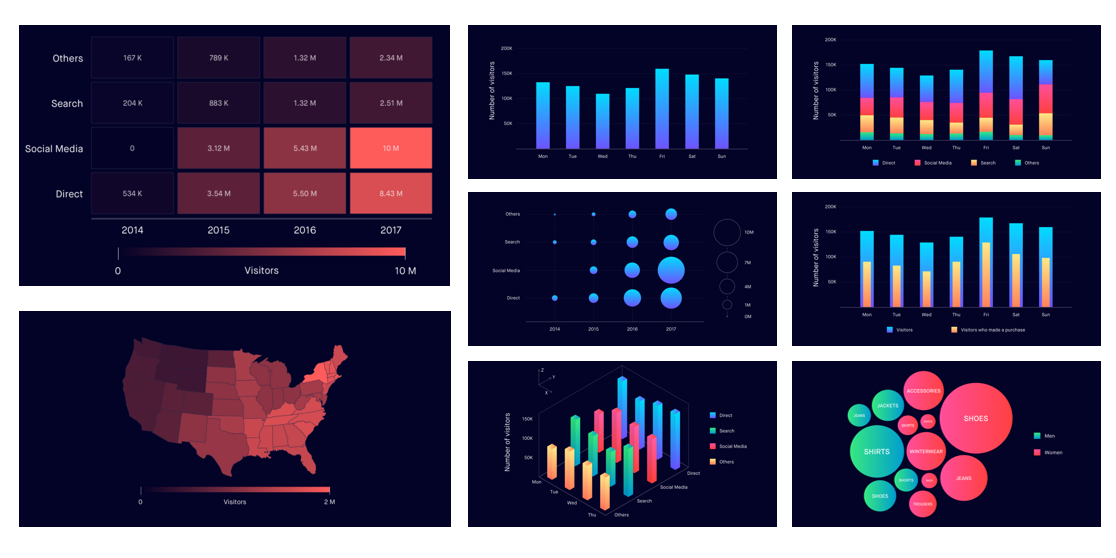 Others 167 K 789 K 1.32 M 2.34 M
Search 204 K 883 K 1.32 M 2.51 M
Social Media 0 3.12 M 5.43 M 10 M
Direct 534 K 3.54 M 5.50 M 8.43 M
2014 2015 2016 2017
0 Visitors 10 M
200K
150K
100K
50K
Number of visitors
Mon Tue Wed Thu Fri Sat Sun
200K
150K
100K
50K
Number of visitors
Mon Tue Wed Thu Fri Sat Sun
Direct Social Media Search Others
Others
Search
Social Media
Direct
2014 2015 2016 2017
10M
7M
4M
1M
0M
200K
150K
100K
50K
Number of visitors
Mon Tue Wed Thu Fri Sat Sun
Visitors Visitors who made a purchase
0 Visitors 2 M
Z
Y
X
150K
100K
50K
Number of visitors
Mon
Tue
Wed
Thu
Others
Search
Social Media
Direct
Direct
Search
Social Media
Others
ACCESSORIES
JACKETS
JEANS
SHOES
SKIRTS
SHIRTS
WINTERWEAR
JEANS
SHORTS
SHOES
TROUSERS
Men
Women